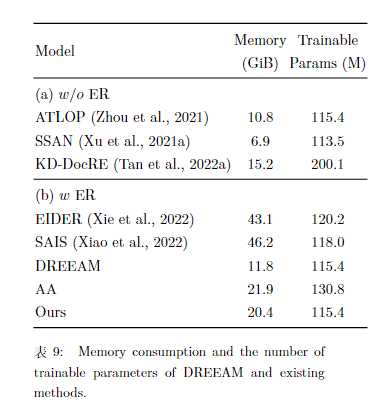 Model Memory (GiB) Trainable Params (M)
(a) w/o ER
ATLOP (Zhou et al., 2021) 10.8 115.4
SSAN (Xu et al., 2021a) 6.9 113.5
KD-DocRE (Tan et al., 2022a) 15.2 200.1
(b) w ER
EIDER (Xie et al., 2022) 43.1 120.2
SAIS (Xiao et al., 2022) 46.2 118.0
DREEAM 11.8 115.4
AA 21.9 130.8
Ours 20.4 115.4
表 9: Memory consumption and the number of
trainable parameters of DREEAM and existing
methods.